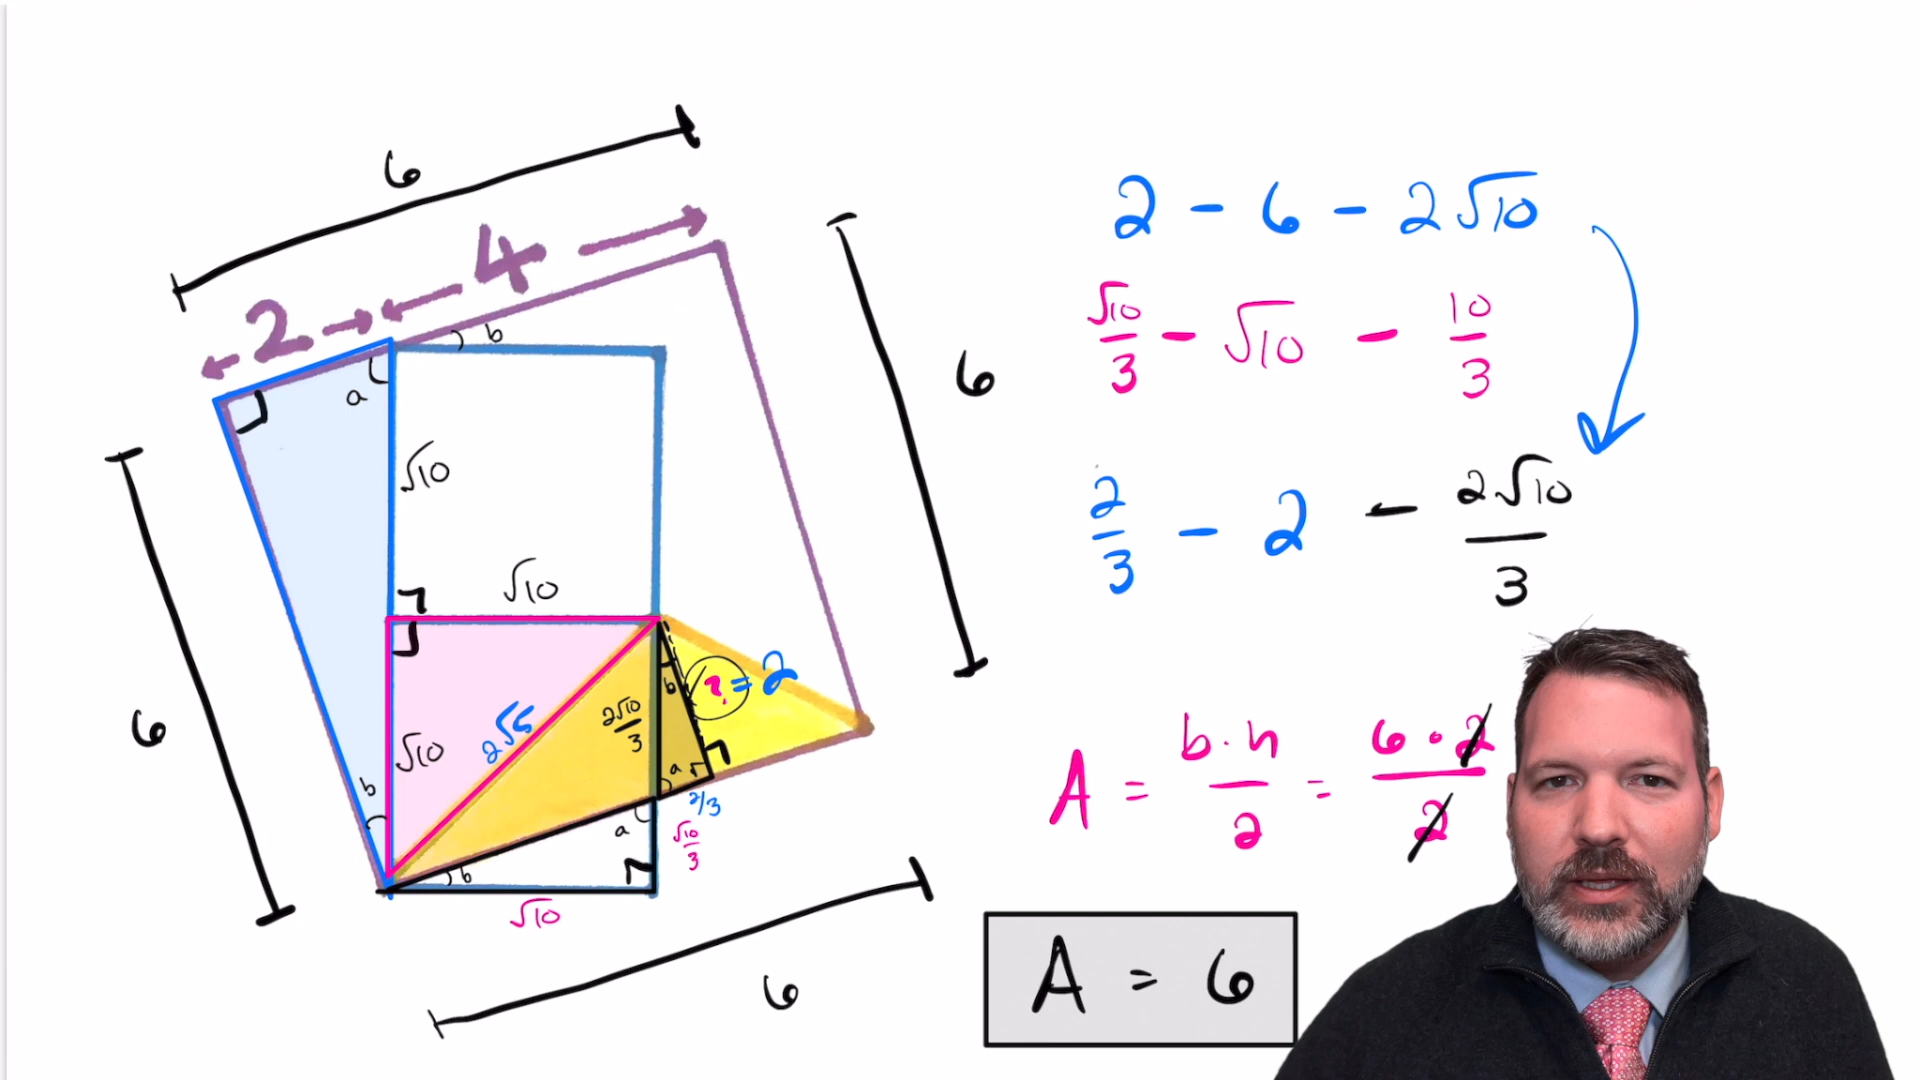 6
2
4
b
a
6
√10
6
√10
√10
2√5
2√10/3
b
? = 2
a
2/3
b
a
√10/3
b
√10
6
2 - 6 - 2√10
√10/3 - √10 - 10/3
2/3 - 2 - 2√10/3
A = b·h/2 = 6·2/2
A = 6